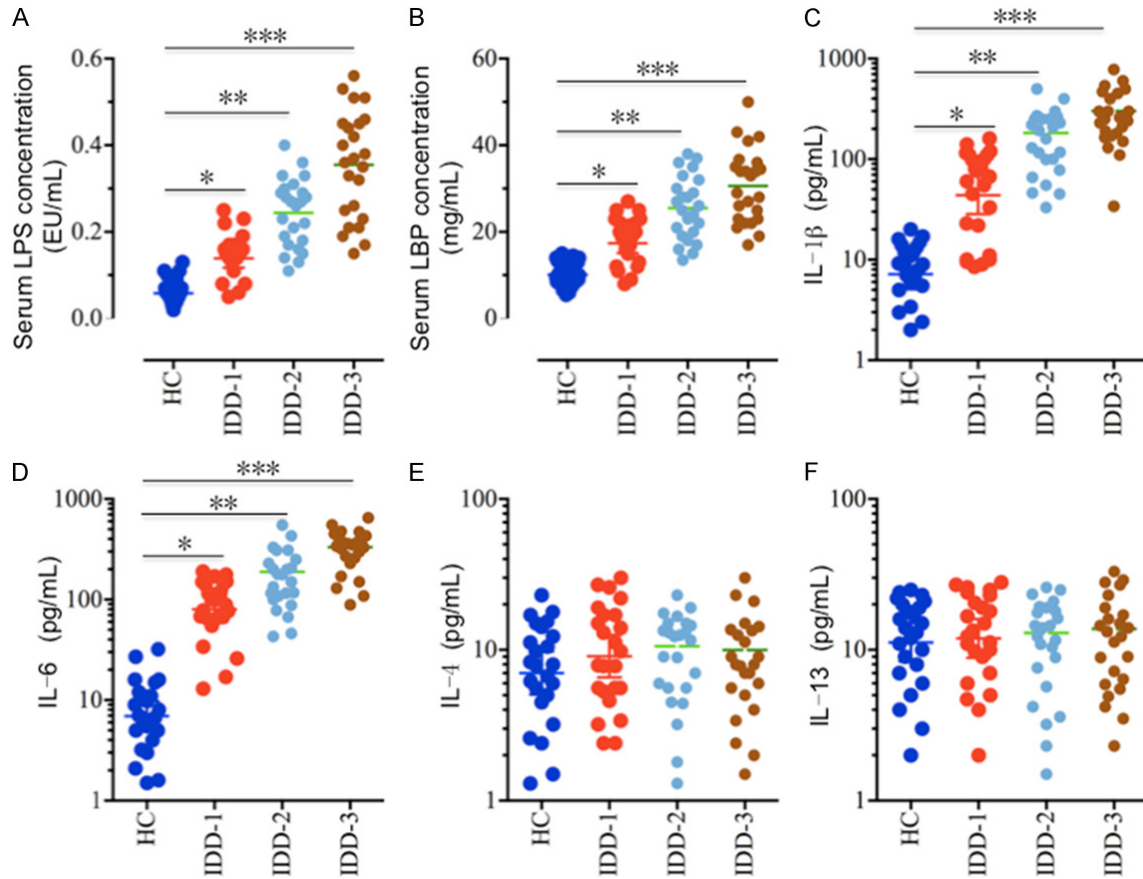 A
Serum LPS concentration
(EU/mL)
0.6
0.4
0.2
0.0
***
**
*
HC
IDD-1
IDD-2
IDD-3
B
Serum LBP concentration
(mg/mL)
60
40
20
0
***
**
*
HC
IDD-1
IDD-2
IDD-3
C
IL-1β (pg/mL)
1000
100
10
1
***
**
*
HC
IDD-1
IDD-2
IDD-3
D
IL-6 (pg/mL)
1000
100
10
1
***
**
*
HC
IDD-1
IDD-2
IDD-3
E
IL-4 (pg/mL)
100
10
1
HC
IDD-1
IDD-2
IDD-3
F
IL-13 (pg/mL)
100
10
1
HC
IDD-1
IDD-2
IDD-3